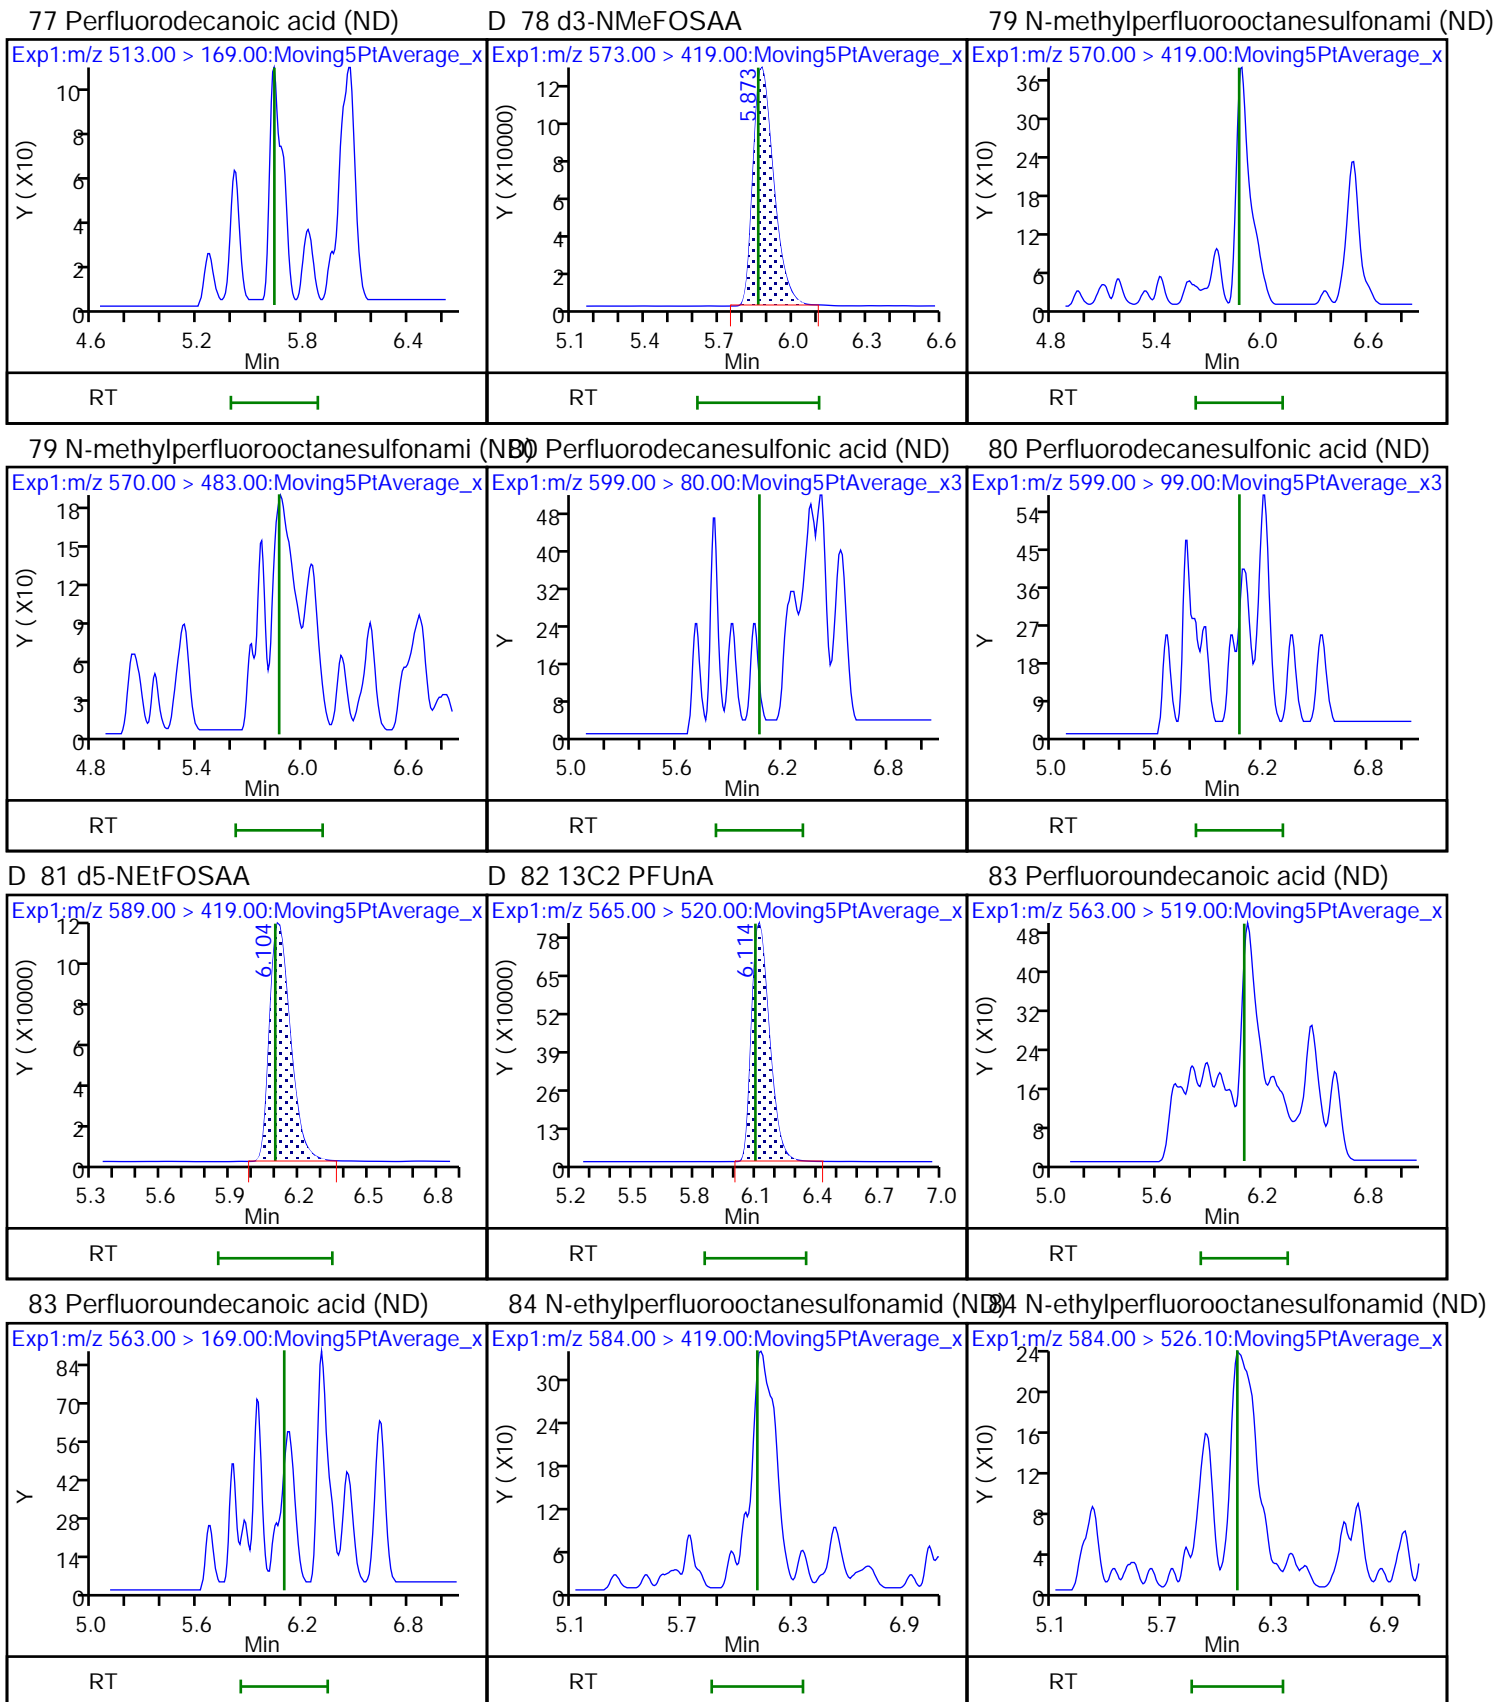 77 Perfluorodecanoic acid (ND)
Exp1:m/z 513.00 > 169.00:Moving5PtAverage_x
Y ( X10)
10
8
6
4
2
0
4.6 5.2 5.8 6.4
Min
RT
D 78 d3-NMeFOSAA
Exp1:m/z 573.00 > 419.00:Moving5PtAverage_x
5.873
Y ( X10000)
12
10
8
6
4
2
0
5.1 5.4 5.7 6.0 6.3 6.6
Min
RT
79 N-methylperfluorooctanesulfonami (ND)
Exp1:m/z 570.00 > 419.00:Moving5PtAverage_x
Y ( X10)
36
30
24
18
12
6
0
4.8 5.4 6.0 6.6
Min
RT
79 N-methylperfluorooctanesulfonami (ND)
Exp1:m/z 570.00 > 483.00:Moving5PtAverage_x
Y ( X10)
18
15
12
9
6
3
0
4.8 5.4 6.0 6.6
Min
RT
80 Perfluorodecanesulfonic acid (ND)
Exp1:m/z 599.00 > 80.00:Moving5PtAverage_x3
Y
48
40
32
24
16
8
0
5.0 5.6 6.2 6.8
Min
RT
80 Perfluorodecanesulfonic acid (ND)
Exp1:m/z 599.00 > 99.00:Moving5PtAverage_x3
Y
54
45
36
27
18
9
0
5.0 5.6 6.2 6.8
Min
RT
D 81 d5-NEtFOSAA
Exp1:m/z 589.00 > 419.00:Moving5PtAverage_x
6.104
Y ( X10000)
12
10
8
6
4
2
0
5.3 5.6 5.9 6.2 6.5 6.8
Min
RT
D 82 13C2 PFUnA
Exp1:m/z 565.00 > 520.00:Moving5PtAverage_x
6.114
Y ( X10000)
78
65
52
39
26
13
0
5.2 5.5 5.8 6.1 6.4 6.7 7.0
Min
RT
83 Perfluoroundecanoic acid (ND)
Exp1:m/z 563.00 > 519.00:Moving5PtAverage_x
Y ( X10)
48
40
32
24
16
8
0
5.0 5.6 6.2 6.8
Min
RT
83 Perfluoroundecanoic acid (ND)
Exp1:m/z 563.00 > 169.00:Moving5PtAverage_x
Y
84
70
56
42
28
14
0
5.0 5.6 6.2 6.8
Min
RT
84 N-ethylperfluorooctanesulfonamid (ND)
Exp1:m/z 584.00 > 419.00:Moving5PtAverage_x
Y ( X10)
30
24
18
12
6
0
5.1 5.7 6.3 6.9
Min
RT
84 N-ethylperfluorooctanesulfonamid (ND)
Exp1:m/z 584.00 > 526.10:Moving5PtAverage_x
Y ( X10)
24
20
16
12
8
4
0
5.1 5.7 6.3 6.9
Min
RT